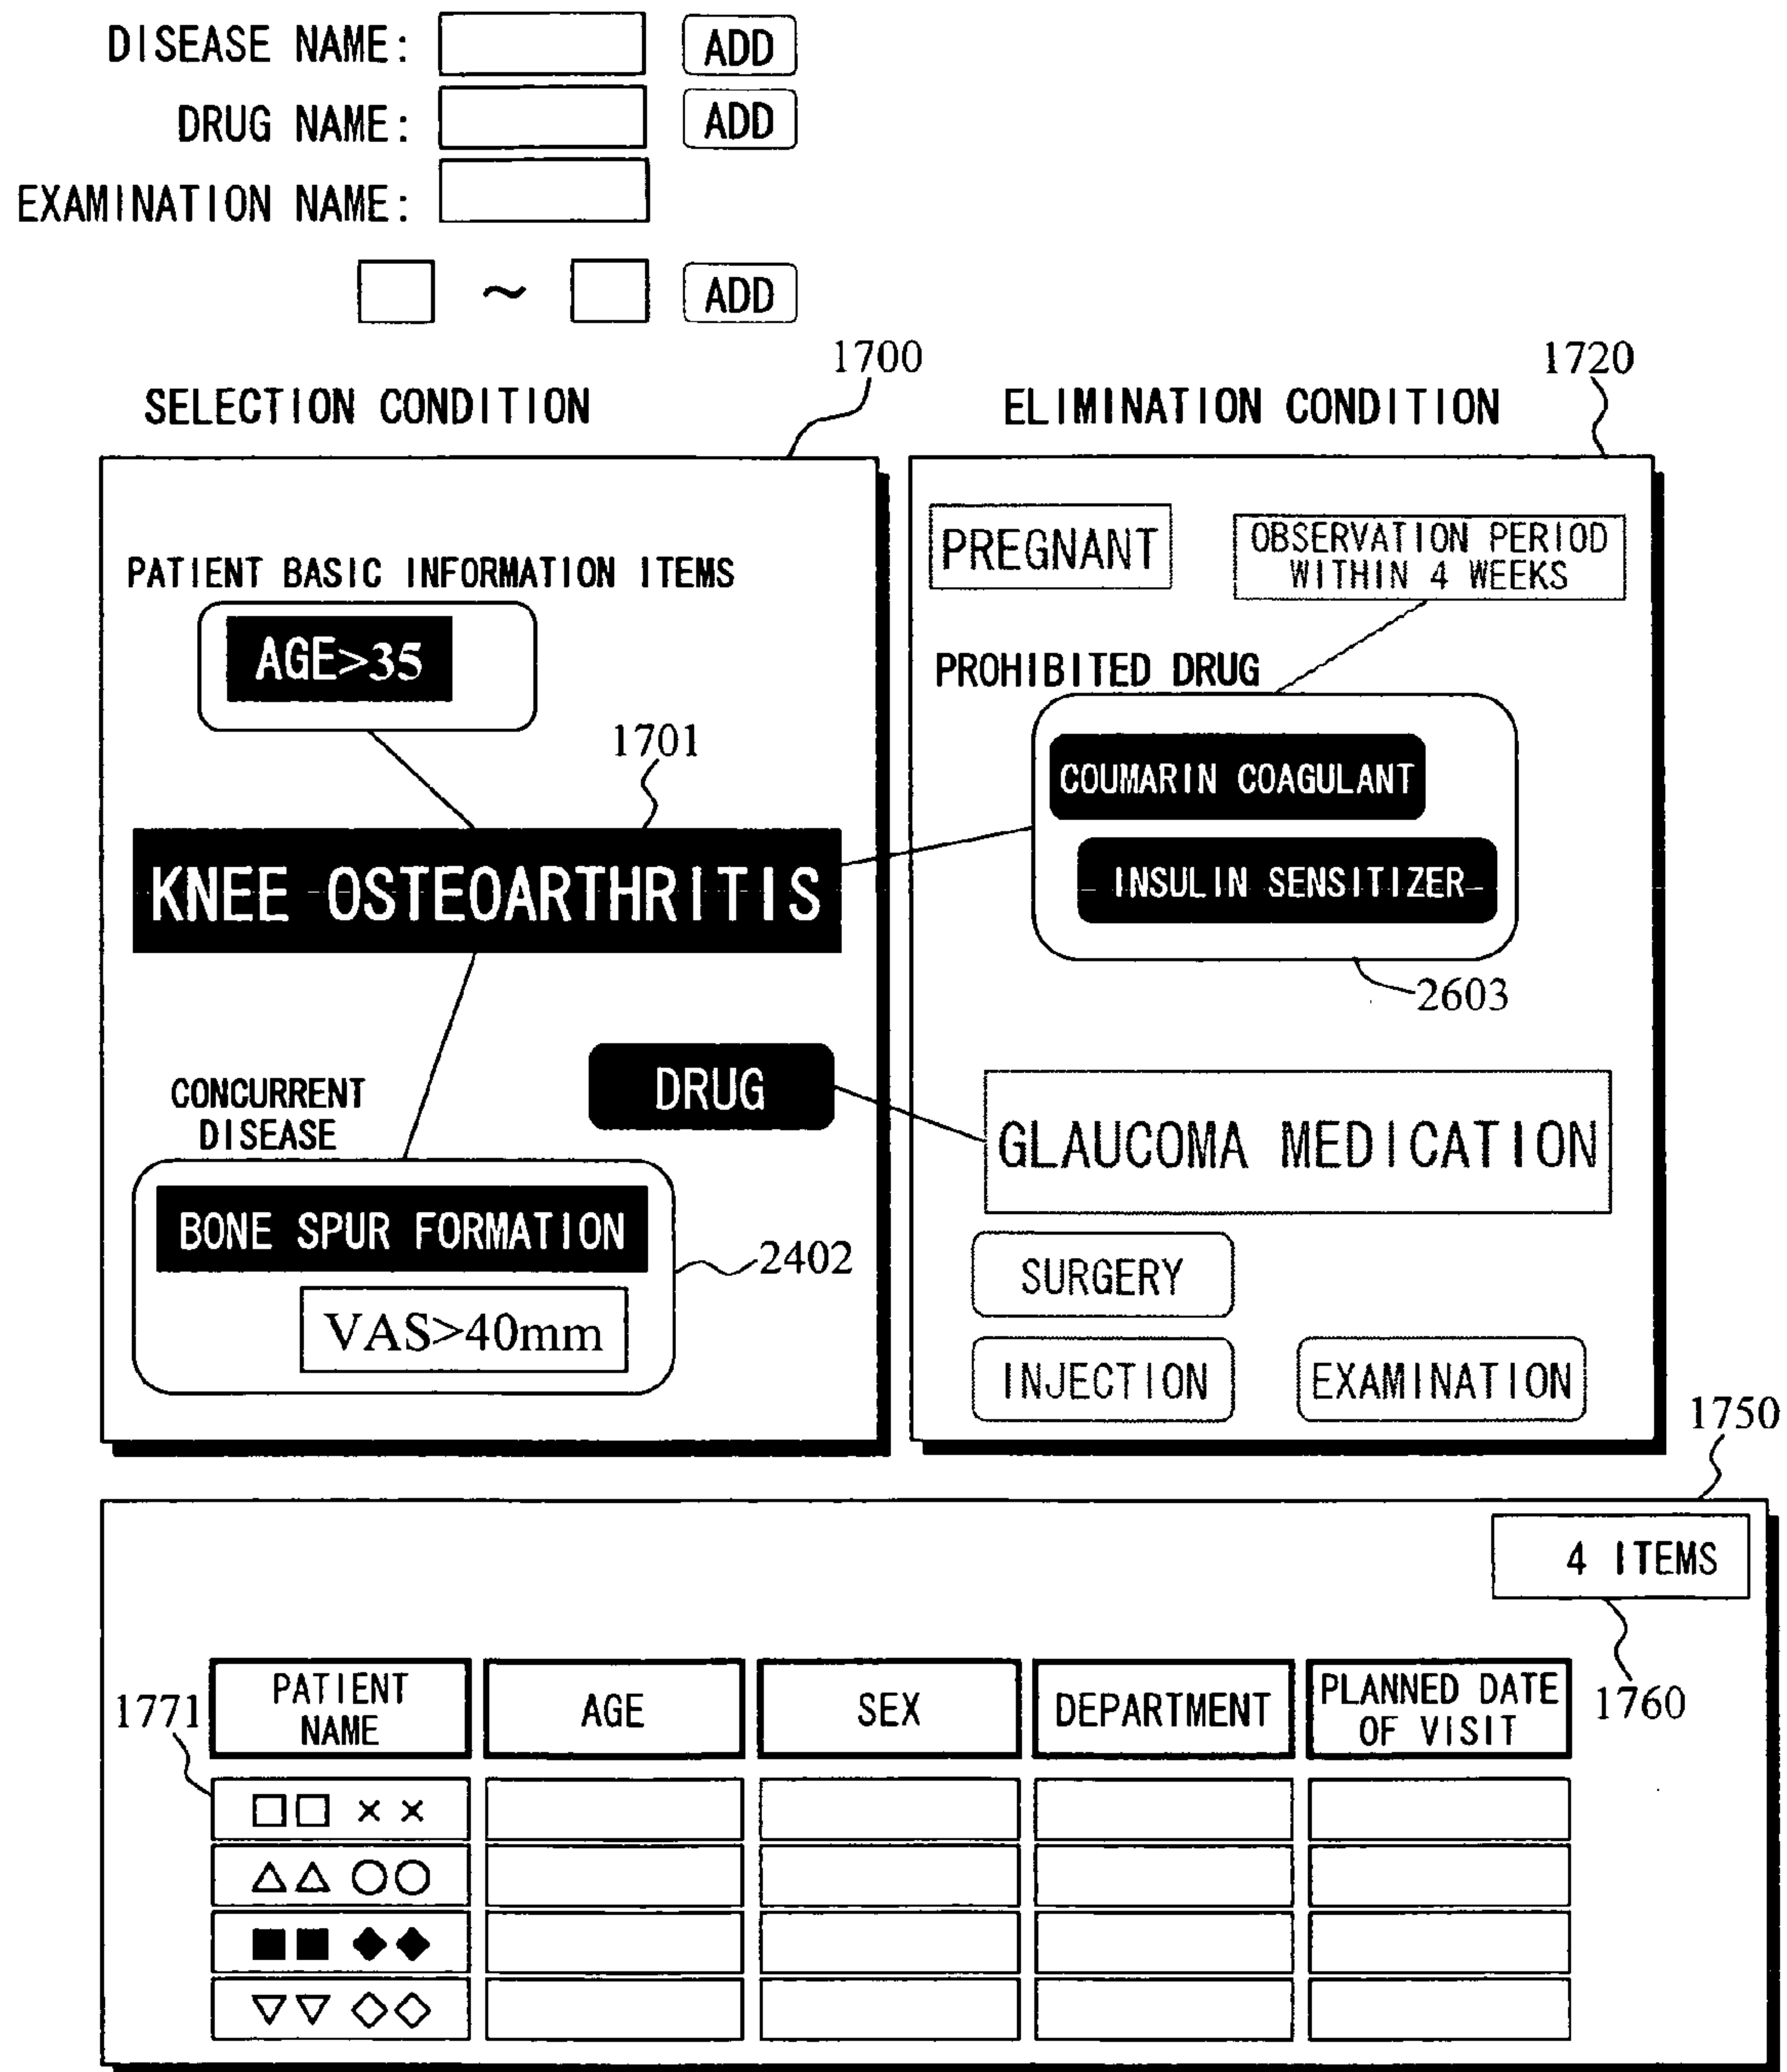 DISEASE NAME: ADD
DRUG NAME: ADD
EXAMINATION NAME:
~ ADD
1700
1720
SELECTION CONDITION
ELIMINATION CONDITION
PREGNANT
OBSERVATION PERIOD
WITHIN 4 WEEKS
PATIENT BASIC INFORMATION ITEMS
AGE>35
PROHIBITED DRUG
1701
COUMARIN COAGULANT
KNEE OSTEOARTHRITIS
INSULIN SENSITIZER
2603
DRUG
CONCURRENT
DISEASE
GLAUCOMA MEDICATION
BONE SPUR FORMATION
2402
VAS>40mm
SURGERY
INJECTION
EXAMINATION
1750
4 ITEMS
1760
1771
PATIENT
NAME
AGE
SEX
DEPARTMENT
PLANNED DATE
OF VISIT
□□ ××
△△ ○○
■■ ◆◆
▽▽ ◇◇